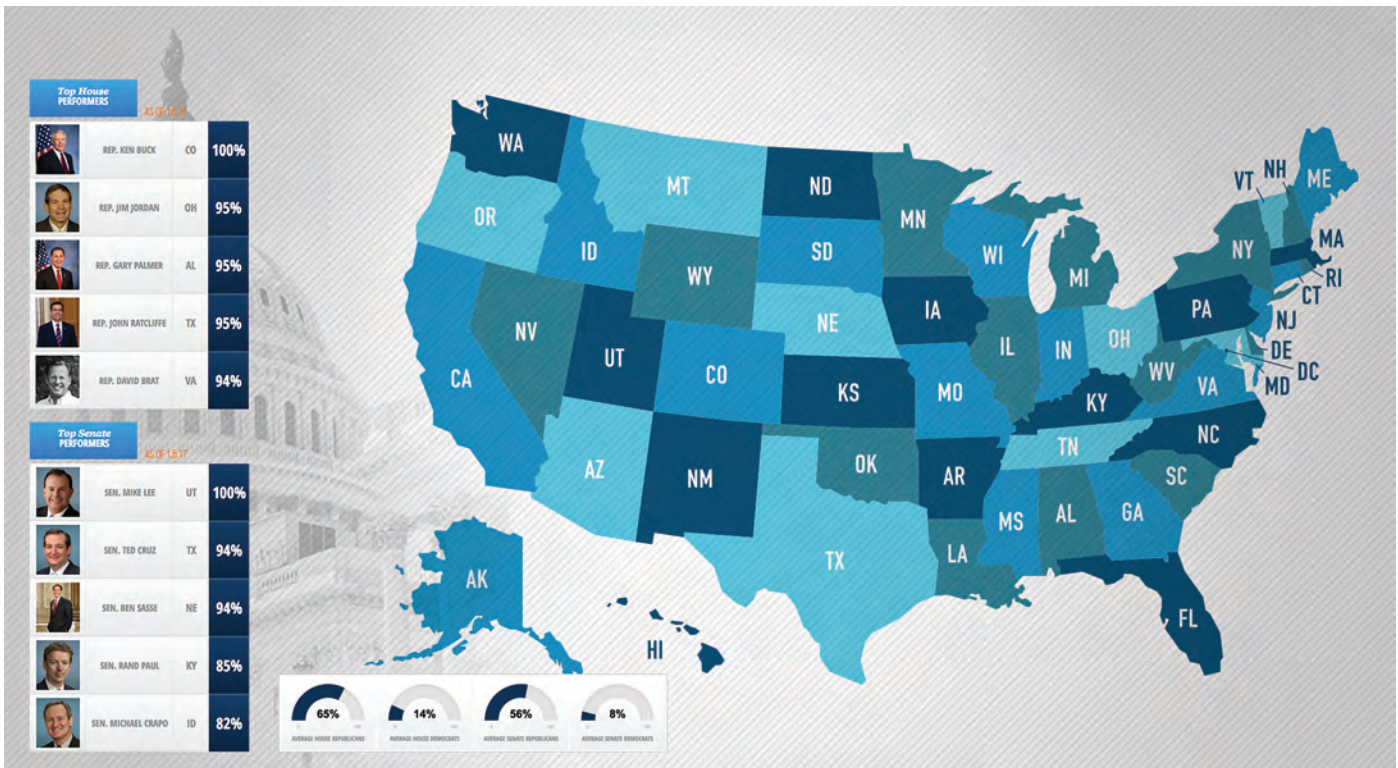 Top House
PERFORMERS
AS OF
REP. KEN BUCK CO 100%
REP. JIM JORDAN OH 95%
REP. GARY PALMER AL 95%
REP. JOHN RATCLIFFE TX 95%
REP. DAVID BRAT VA 94%
Top Senate
PERFORMERS
AS OF 1.5.17
SEN. MIKE LEE UT 100%
SEN. TED CRUZ TX 94%
SEN. BEN SASSE NE 94%
SEN. RAND PAUL KY 85%
SEN. MICHAEL CRAPO ID 82%
WA
MT
ND
MN
VT
NH
ME
OR
ID
WY
SD
WI
MI
NY
MA
RI
CT
NV
NE
IA
PA
NJ
CA
UT
CO
KS
MO
IL
IN
OH
WV
VA
DE
DC
MD
KY
AZ
NM
OK
AR
TN
NC
SC
TX
LA
MS
AL
GA
FL
AK
HI
65%
AVERAGE HOUSE REPUBLICANS
14%
AVERAGE HOUSE DEMOCRATS
56%
AVERAGE SENATE REPUBLICANS
8%
AVERAGE SENATE DEMOCRATS